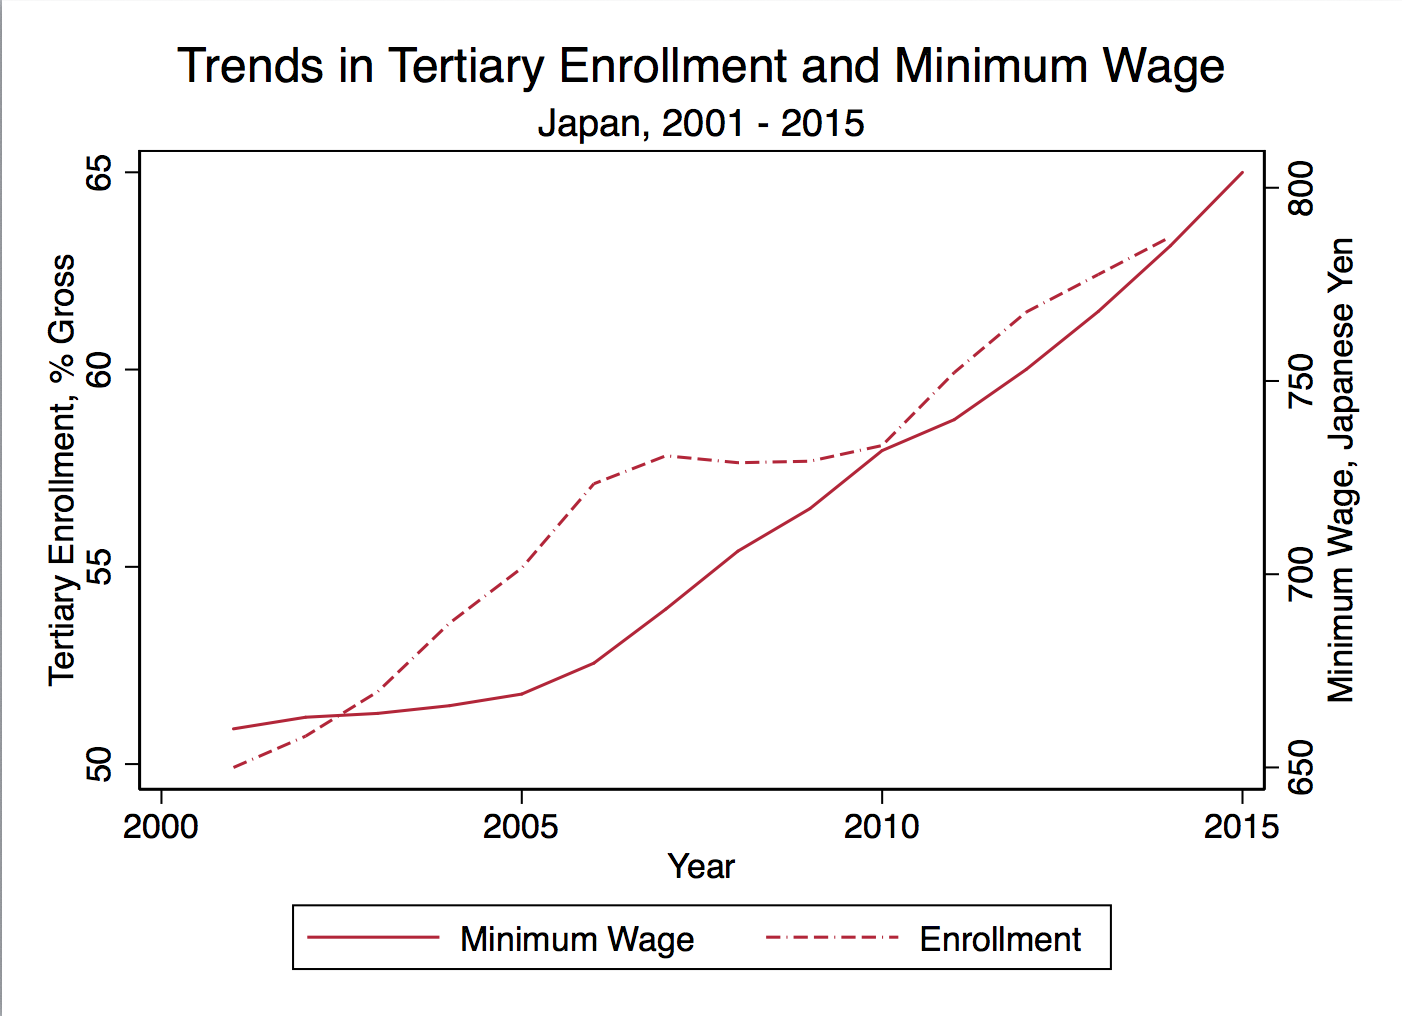 Trends in Tertiary Enrollment and Minimum Wage
Japan, 2001 - 2015
Tertiary Enrollment, % Gross
65
60
55
50
800
750
700
650
Minimum Wage, Japanese Yen
2000 2005 2010 2015
Year
Minimum Wage Enrollment